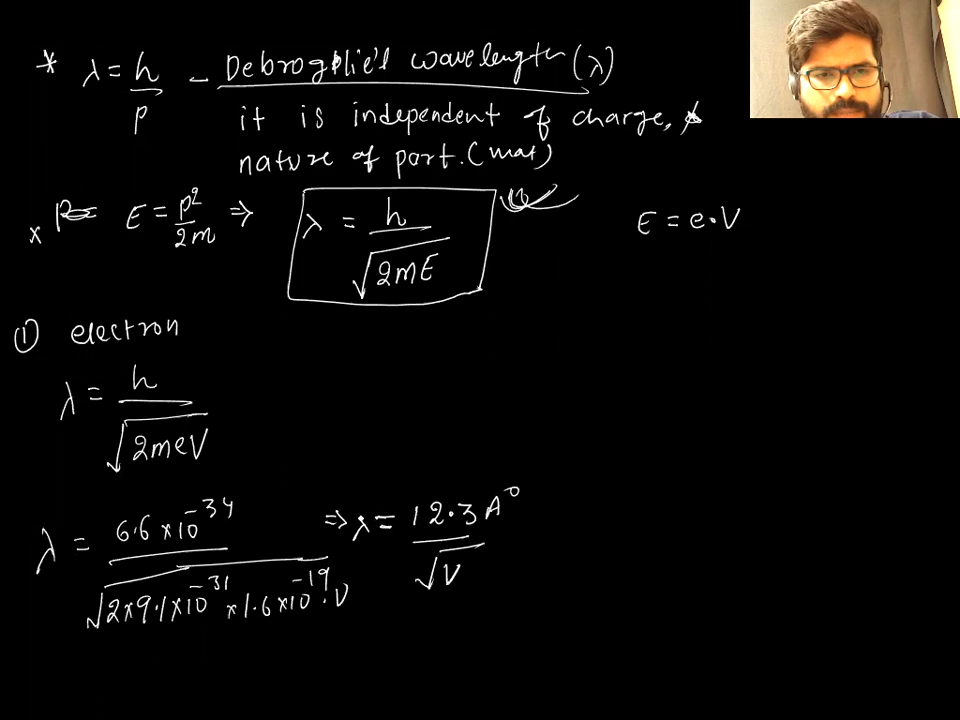 * λ = h/p – Debroglie's wavelength (λ)
it is independent of charge,
nature of part. (mat)
x E = p²/2m ⇒ λ = h/√2mE
E = e·V
① electron
λ = h/√2meV
λ = 6.6×10⁻³⁴/√2×9.1×10⁻³¹×1.6×10⁻¹⁹·V ⇒ λ = 12.3 A°/√V